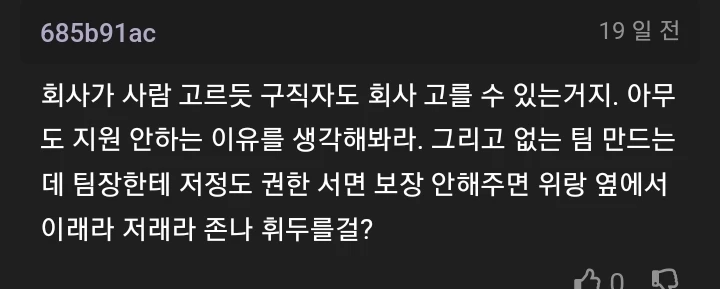 685b91ac
19 일 전
회사가 사람 고르듯 구직자도 회사 고를 수 있는거지. 아무
도 지원 안하는 이유를 생각해봐라. 그리고 없는 팀 만드는
데 팀장한테 저정도 권한 서면 보장 안해주면 위랑 옆에서
이래라 저래라 존나 휘두를걸?
0